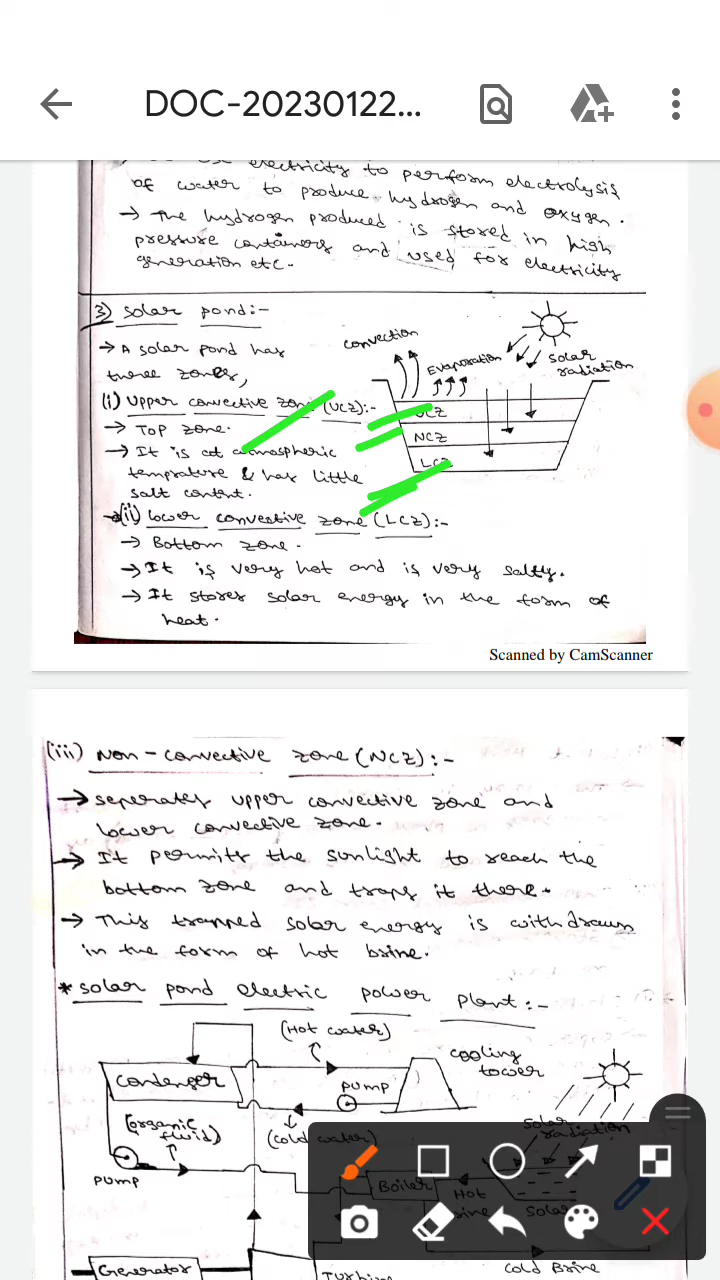 DOC-20230122...
electricity to perform electrolysis
of water to produce hydrogen and oxygen.
→ The hydrogen produced is stored in high
pressure containers and used for electricity
generation etc.
3) solar pond:-
→ A solar pond has
three zones,
(i) Upper convective zone (UCZ):-
→ Top zone.
→ It is at atmospheric
temprature & has little
salt content.
convection
Evaporation
solar
radiation
UCZ
NCZ
LCZ
→(ii) lower convective zone (LCZ):-
→ Bottom zone.
→ It is very hot and is very salty.
→ It stores solar energy in the form of
heat.
Scanned by CamScanner
(iii) Non-convective zone (NCZ):-
→ seperates upper convective zone and
lower convective zone.
→ It permits the sunlight to reach the
bottom zone and traps it there.
→ This trapped solar energy is withdrawn
in the form of hot brine.
* solar pond electric power plant:-
(Hot water)
cooling
tower
condenser
pump
(organic
fluid)
(cold water)
solar
radiation
pump
Boiler
Hot
solar
cold Brine
Generator